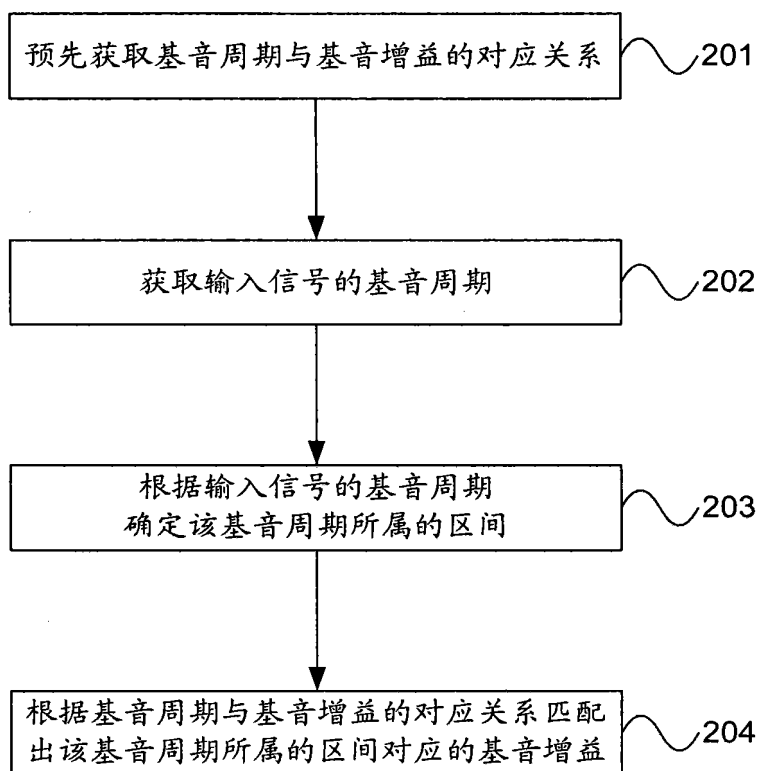 预先获取基音周期与基音增益的对应关系
201
获取输入信号的基音周期
202
根据输入信号的基音周期
确定该基音周期所属的区间
203
根据基音周期与基音增益的对应关系匹配
出该基音周期所属的区间对应的基音增益
204